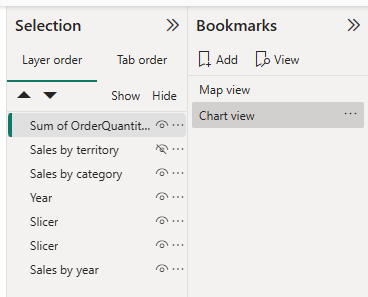 Selection
Layer order Tab order
Show Hide
Sum of OrderQuantit...
Sales by territory
Sales by category
Year
Slicer
Slicer
Sales by year
Bookmarks
Add View
Map view
Chart view